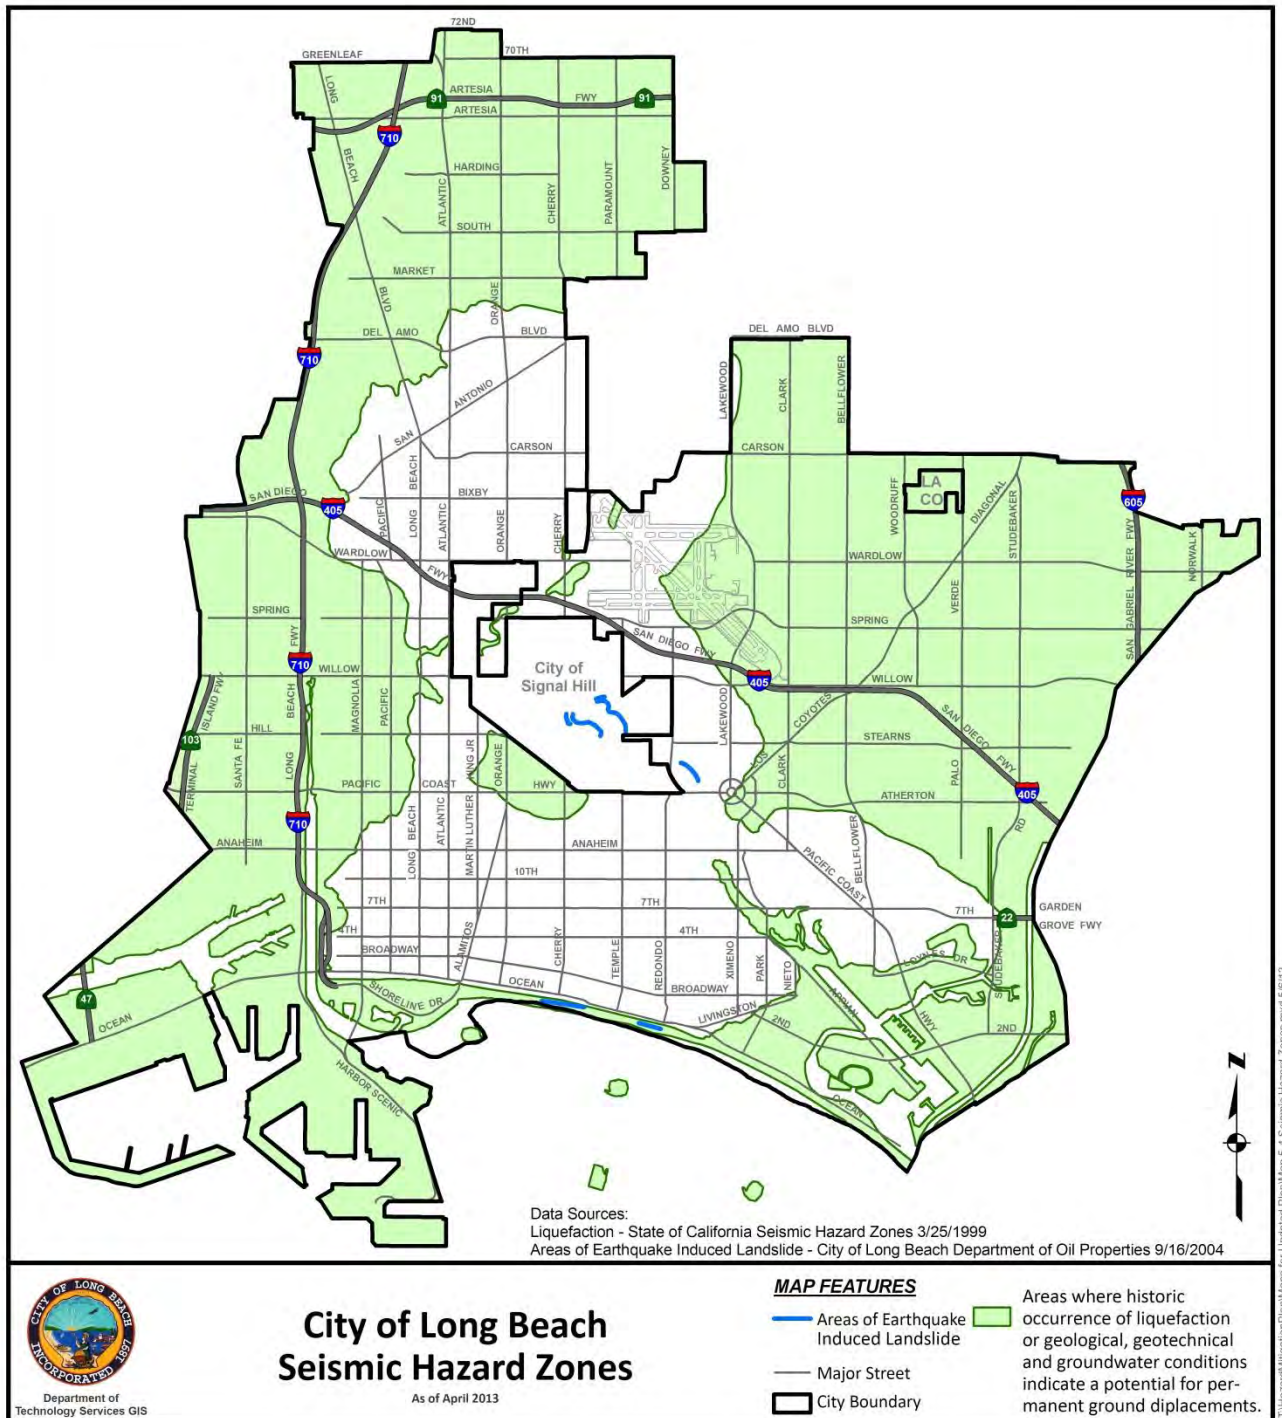 72ND
GREENLEAF
70TH
LONG
BEACH
BLVD
91
ARTESIA
FWY
91
ARTESIA
710
HARDING
ATLANTIC
CHERRY
PARAMOUNT
DOWNEY
SOUTH
MARKET
ORANGE
DEL AMO
BLVD
DEL AMO BLVD
710
SAN ANTONIO
LAKEWOOD
CLARK
BELLFLOWER
CARSON
CARSON
BEACH
LONG
PACIFIC
BIXBY
ATLANTIC
ORANGE
CHERRY
SAN DIEGO
405
FWY
WARDLOW
LA
CO
WOODRUFF
DIAGONAL
STUDEBAKER
605
SAN GABRIEL RIVER FWY
NORWALK
WARDLOW
VERDE
SPRING
SPRING
FWY
SAN DIEGO FWY
City of
Signal Hill
710
WILLOW
405
WILLOW
ISLAND FWY
BEACH
MAGNOLIA
PACIFIC
LAKEWOOD
COYOTES
SAN DIEGO
FWY
103
HILL
STEARNS
TERMINAL
SANTA FE
LONG
KING JR
ORANGE
LOS
CLARK
PALO
PACIFIC
COAST
HWY
ATHERTON
405
710
LONG BEACH
ATLANTIC
MARTIN LUTHER
RD
ANAHEIM
ANAHEIM
PACIFIC COAST
BELLFLOWER
10TH
7TH
7TH
7TH
22
GARDEN
GROVE FWY
4TH
4TH
BROADWAY
ALAMITOS
CHERRY
TEMPLE
REDONDO
XIMENO
PARK
NIETO
LOYNES DR
STUDEBAKER
OCEAN
BROADWAY
47
OCEAN
SHORELINE DR
LIVINGSTON
2ND
APPIAN
HWY
2ND
HARBOR SCENIC
OCEAN
Z
Data Sources:
Liquefaction - State of California Seismic Hazard Zones 3/25/1999
Areas of Earthquake Induced Landslide - City of Long Beach Department of Oil Properties 9/16/2004
CITY OF LONG BEACH
INCORPORATED 1897
Department of
Technology Services GIS
City of Long Beach
Seismic Hazard Zones
As of April 2013
MAP FEATURES
Areas of Earthquake
Induced Landslide
Major Street
City Boundary
Areas where historic
occurrence of liquefaction
or geological, geotechnical
and groundwater conditions
indicate a potential for per-
manent ground diplacements.